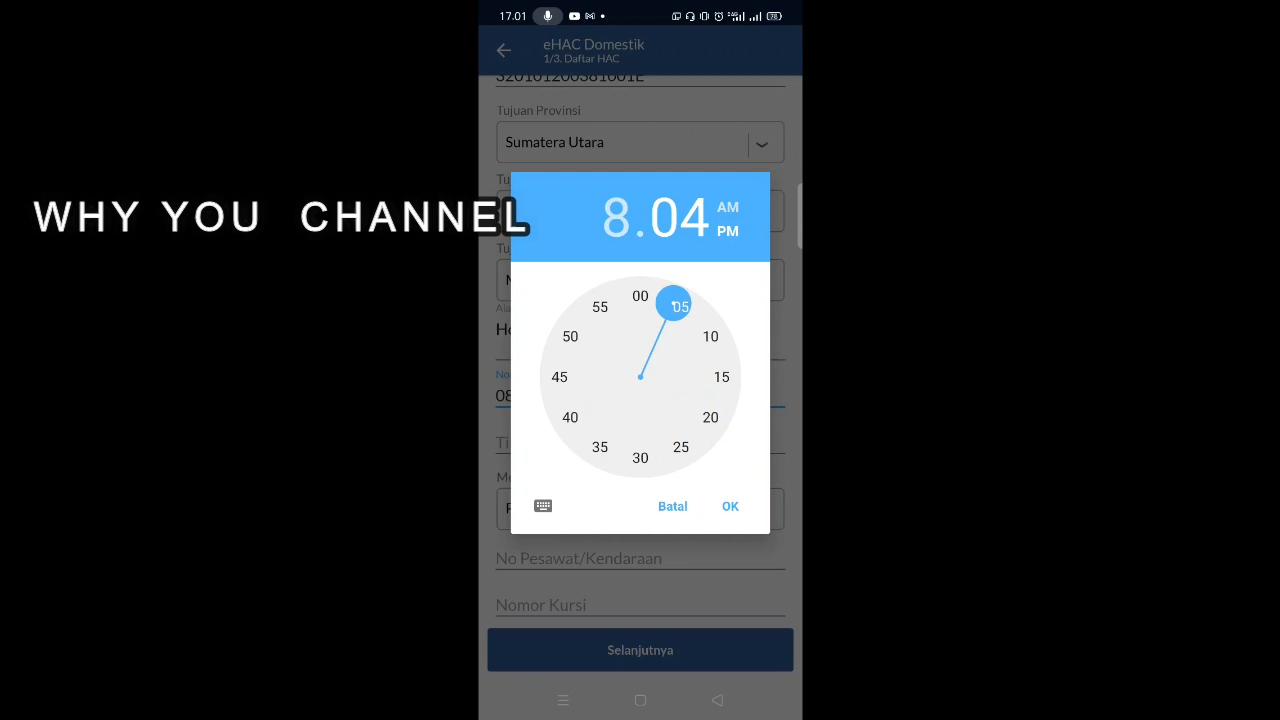 17.01
78
eHAC Domestik
1/3. Daftar HAC
Tujuan Provinsi
Sumatera Utara
WHY YOU CHANNEL
8.04
AM
PM
00
05
10
15
20
25
30
35
40
45
50
55
08
Batal
OK
No Pesawat/Kendaraan
Nomor Kursi
Selanjutnya